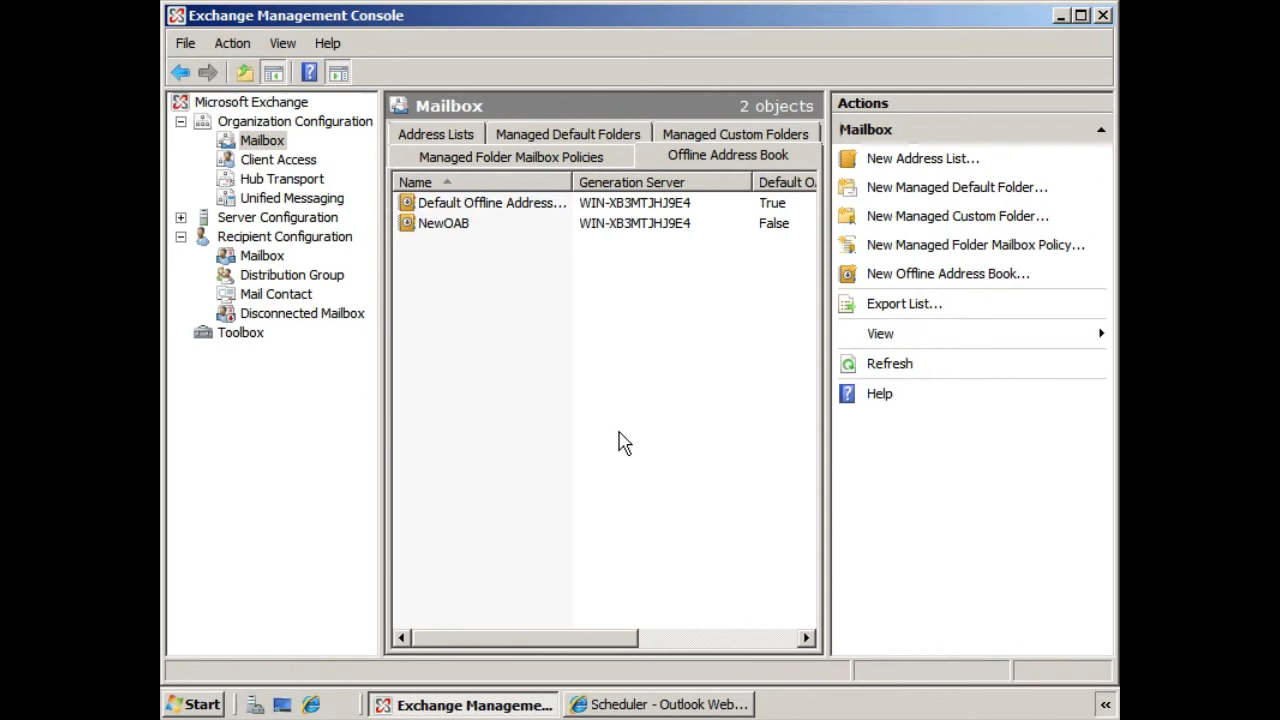 Exchange Management Console
File Action View Help
Microsoft Exchange
Organization Configuration
Mailbox
Client Access
Hub Transport
Unified Messaging
Server Configuration
Recipient Configuration
Mailbox
Distribution Group
Mail Contact
Disconnected Mailbox
Toolbox
Mailbox 2 objects
Address Lists Managed Default Folders Managed Custom Folders
Managed Folder Mailbox Policies Offline Address Book
Name Generation Server Default O
Default Offline Address... WIN-XB3MTJHJ9E4 True
NewOAB WIN-XB3MTJHJ9E4 False
Actions
Mailbox
New Address List...
New Managed Default Folder...
New Managed Custom Folder...
New Managed Folder Mailbox Policy...
New Offline Address Book...
Export List...
View
Refresh
Help
Start Exchange Manageme... Scheduler - Outlook Web... «